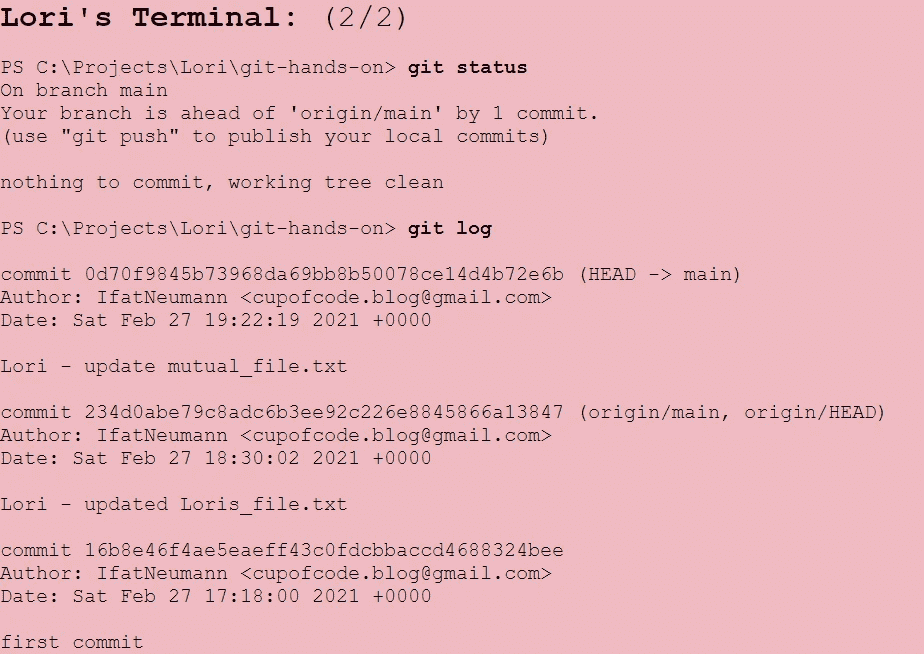 Lori's Terminal: (2/2)
PS C:\Projects\Lori\git-hands-on> git status
On branch main
Your branch is ahead of 'origin/main' by 1 commit.
(use "git push" to publish your local commits)
nothing to commit, working tree clean
PS C:\Projects\Lori\git-hands-on> git log
commit 0d70f9845b73968da69bb8b50078ce14d4b72e6b (HEAD -> main)
Author: IfatNeumann <cupofcode.blog@gmail.com>
Date: Sat Feb 27 19:22:19 2021 +0000
Lori - update mutual_file.txt
commit 234d0abe79c8adc6b3ee92c226e8845866a13847 (origin/main, origin/HEAD)
Author: IfatNeumann <cupofcode.blog@gmail.com>
Date: Sat Feb 27 18:30:02 2021 +0000
Lori - updated Loris_file.txt
commit 16b8e46f4ae5eaeff43c0fdcbbaccd4688324bee
Author: IfatNeumann <cupofcode.blog@gmail.com>
Date: Sat Feb 27 17:18:00 2021 +0000
first commit